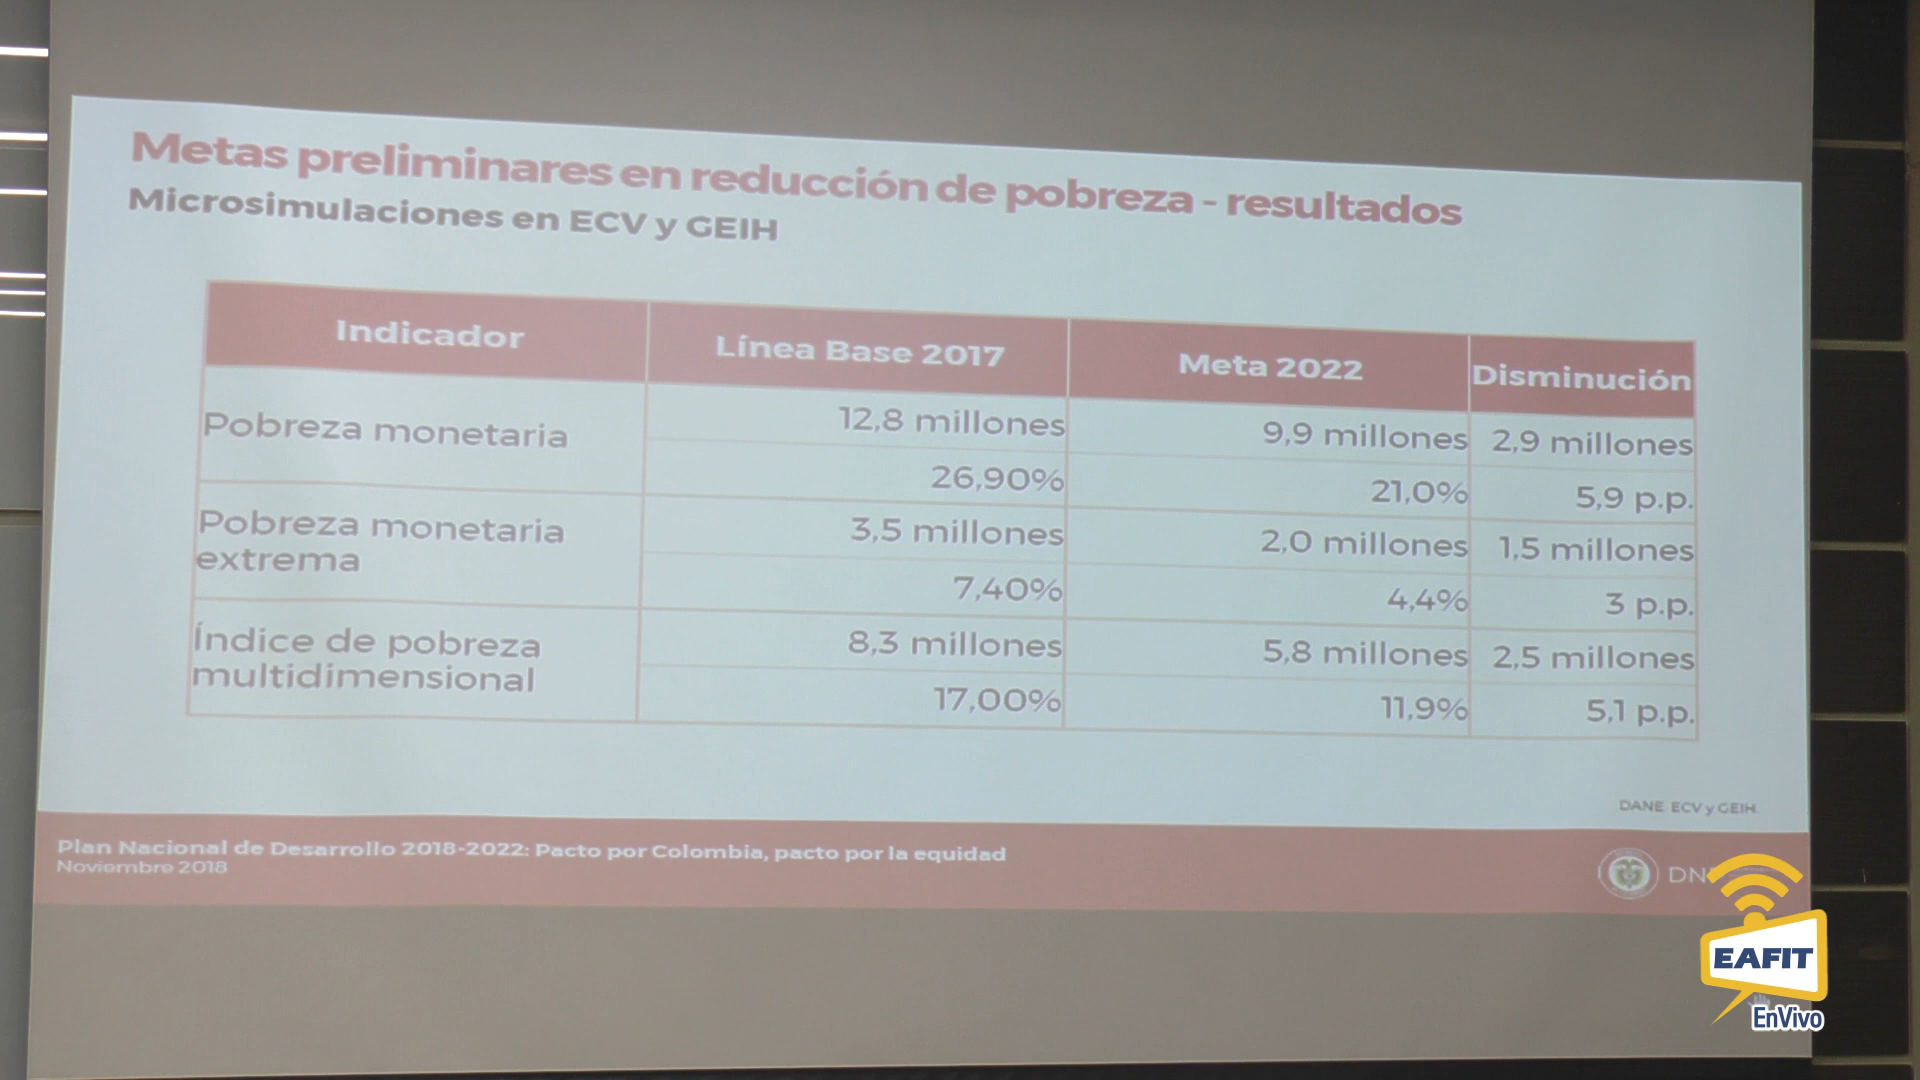 Metas preliminares en reducción de pobreza - resultados
Microsimulaciones en ECV y GEIH
Indicador Línea Base 2017 Meta 2022 Disminución
Pobreza monetaria 12,8 millones 9,9 millones 2,9 millones
26,90% 21,0% 5,9 p.p.
Pobreza monetaria extrema 3,5 millones 2,0 millones 1,5 millones
7,40% 4,4% 3 p.p.
Índice de pobreza multidimensional 8,3 millones 5,8 millones 2,5 millones
17,00% 11,9% 5,1 p.p.
DANE ECV y GEIH
Plan Nacional de Desarrollo 2018-2022: Pacto por Colombia, pacto por la equidad
Noviembre 2018
DN
EAFIT
EnVivo